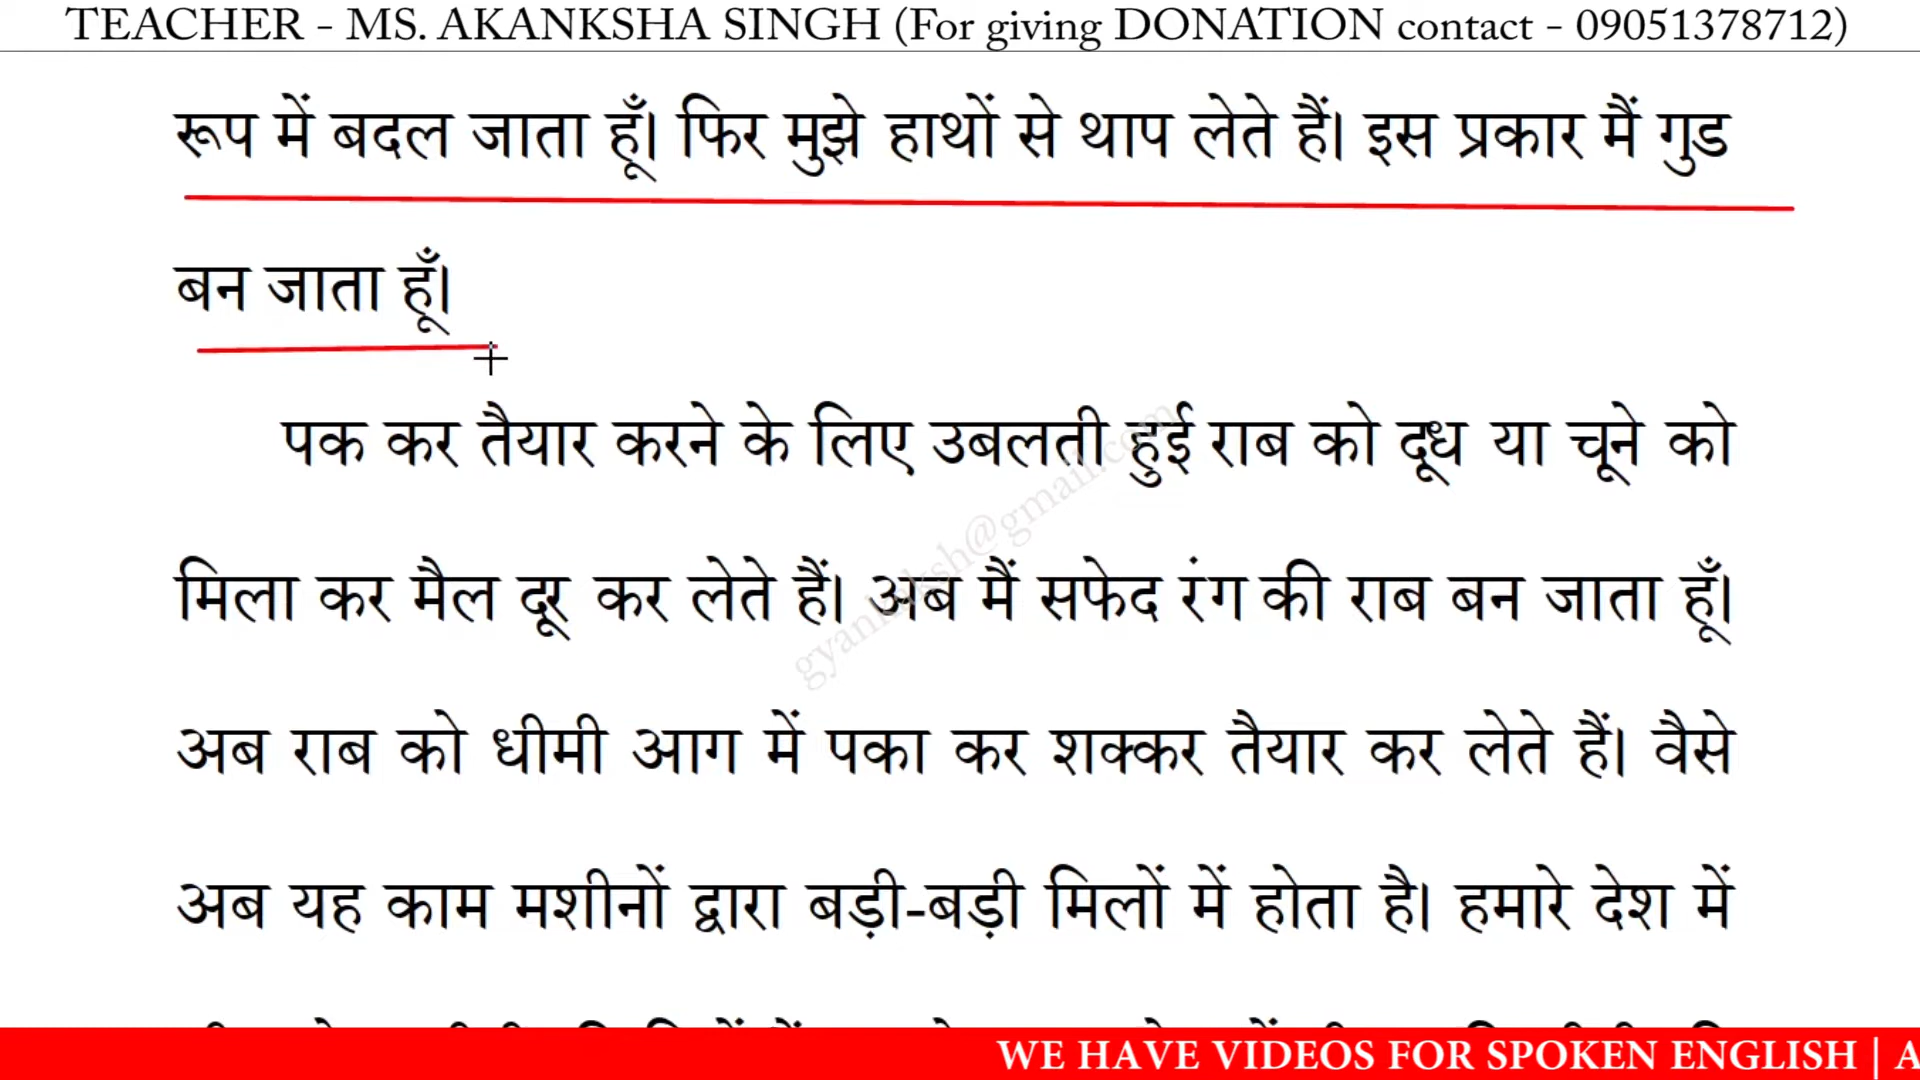 TEACHER - MS. AKANKSHA SINGH (For giving DONATION contact - 09051378712)
रूप में बदल जाता हूँ। फिर मुझे हाथों से थाप लेते हैं। इस प्रकार मैं गुड
बन जाता हूँ।
पक कर तैयार करने के लिए उबलती हुई राब को दूध या चूने को
मिला कर मैल दूर कर लेते हैं। अब मैं सफेद रंग की राब बन जाता हूँ।
अब राब को धीमी आग में पका कर शक्कर तैयार कर लेते हैं। वैसे
अब यह काम मशीनों द्वारा बड़ी-बड़ी मिलों में होता है। हमारे देश में
WE HAVE VIDEOS FOR SPOKEN ENGLISH | A